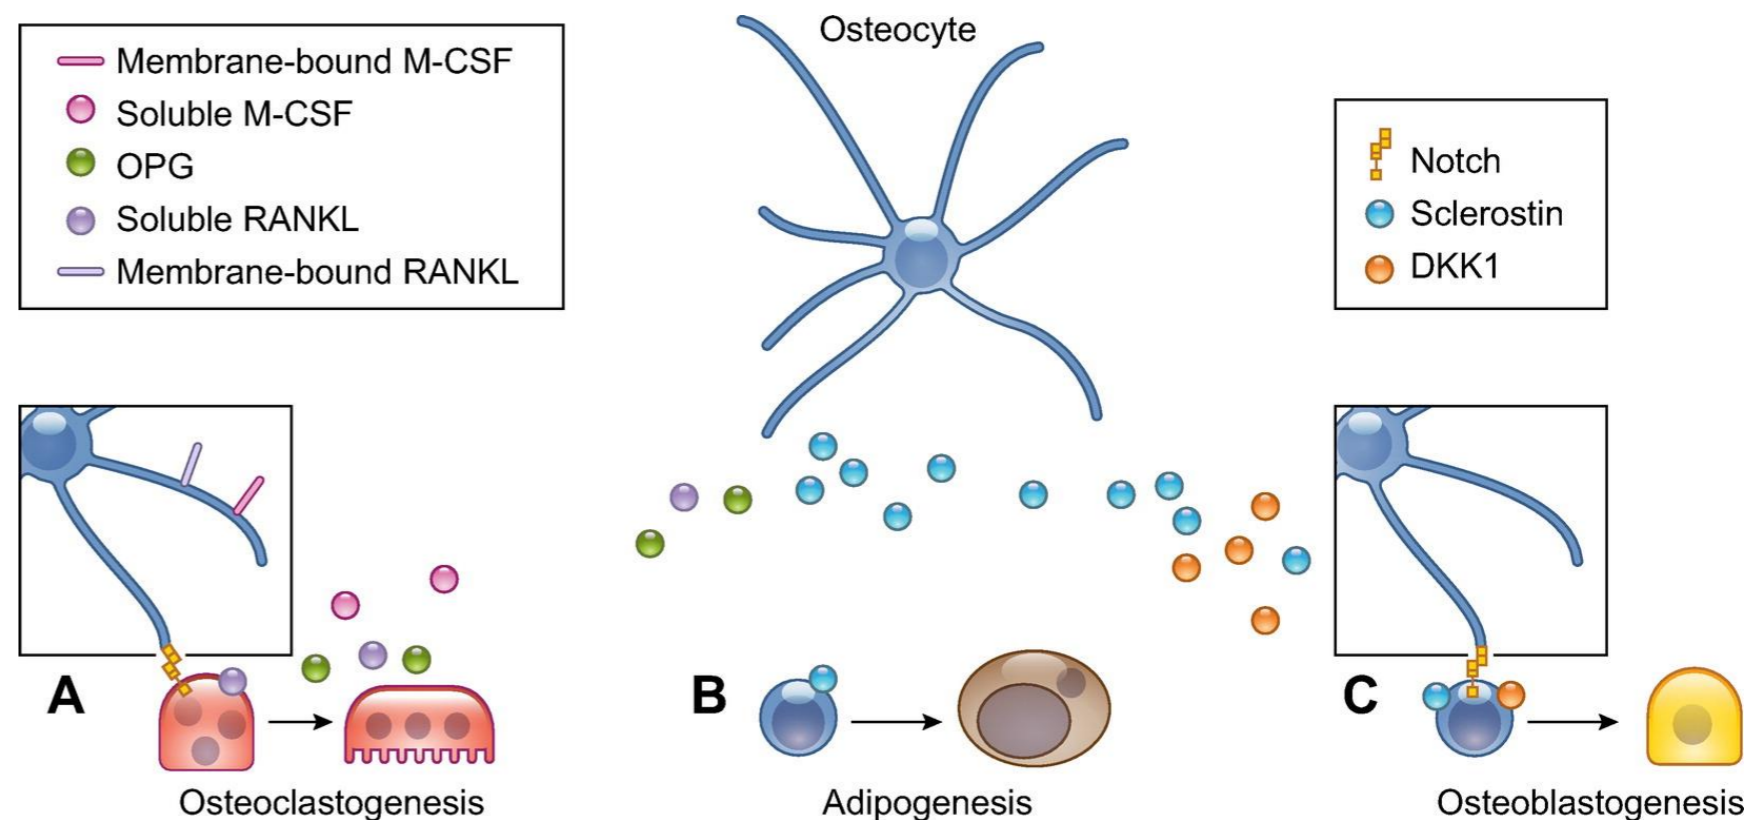 Osteocyte
Membrane-bound M-CSF
Soluble M-CSF
OPG
Soluble RANKL
Membrane-bound RANKL
Notch
Sclerostin
DKK1
A
B
C
Osteoclastogenesis
Adipogenesis
Osteoblastogenesis